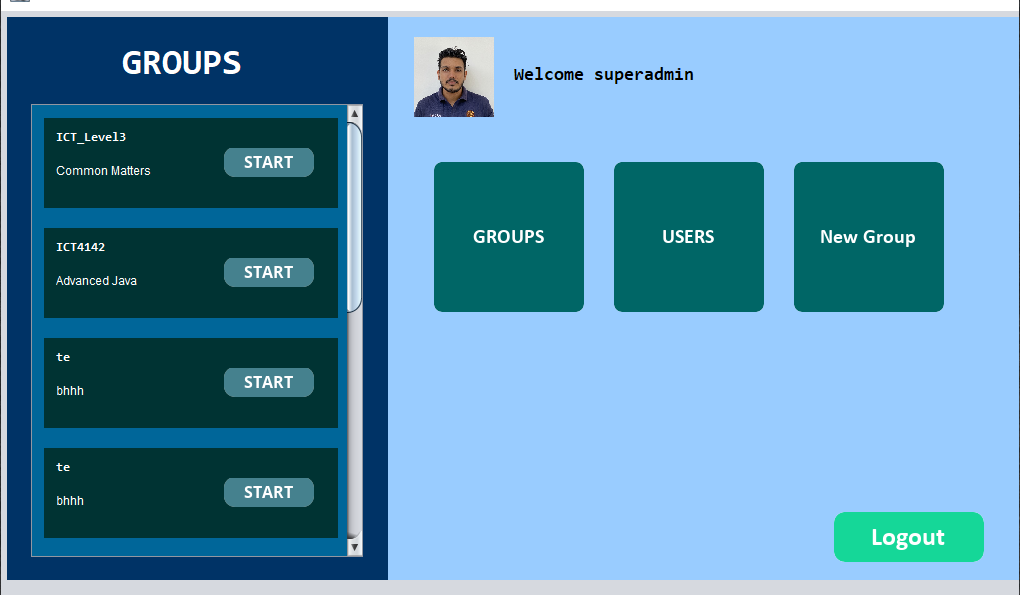 GROUPS
ICT_Level3
Common Matters
START
ICT4142
Advanced Java
START
te
bhhh
START
te
bhhh
START
Welcome superadmin
GROUPS
USERS
New Group
Logout